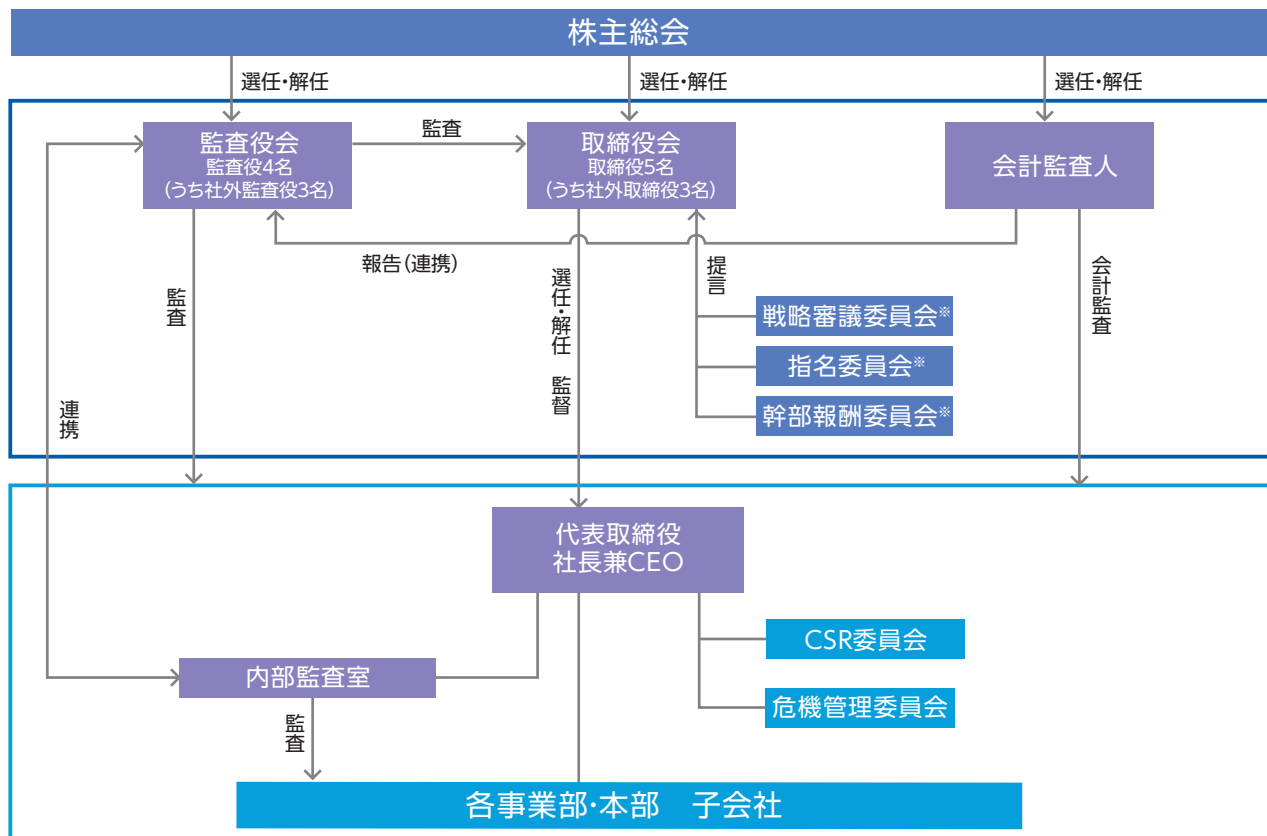 株主総会
選任・解任
選任・解任
選任・解任
監査役会
監査役4名
(うち社外監査役3名)
監査
取締役会
取締役5名
(うち社外取締役3名)
会計監査人
報告(連携)
監査
選任・解任　監督
提言
会計監査
戦略審議委員会※
指名委員会※
幹部報酬委員会※
連携
代表取締役
社長兼CEO
CSR委員会
内部監査室
危機管理委員会
監査
各事業部・本部　子会社